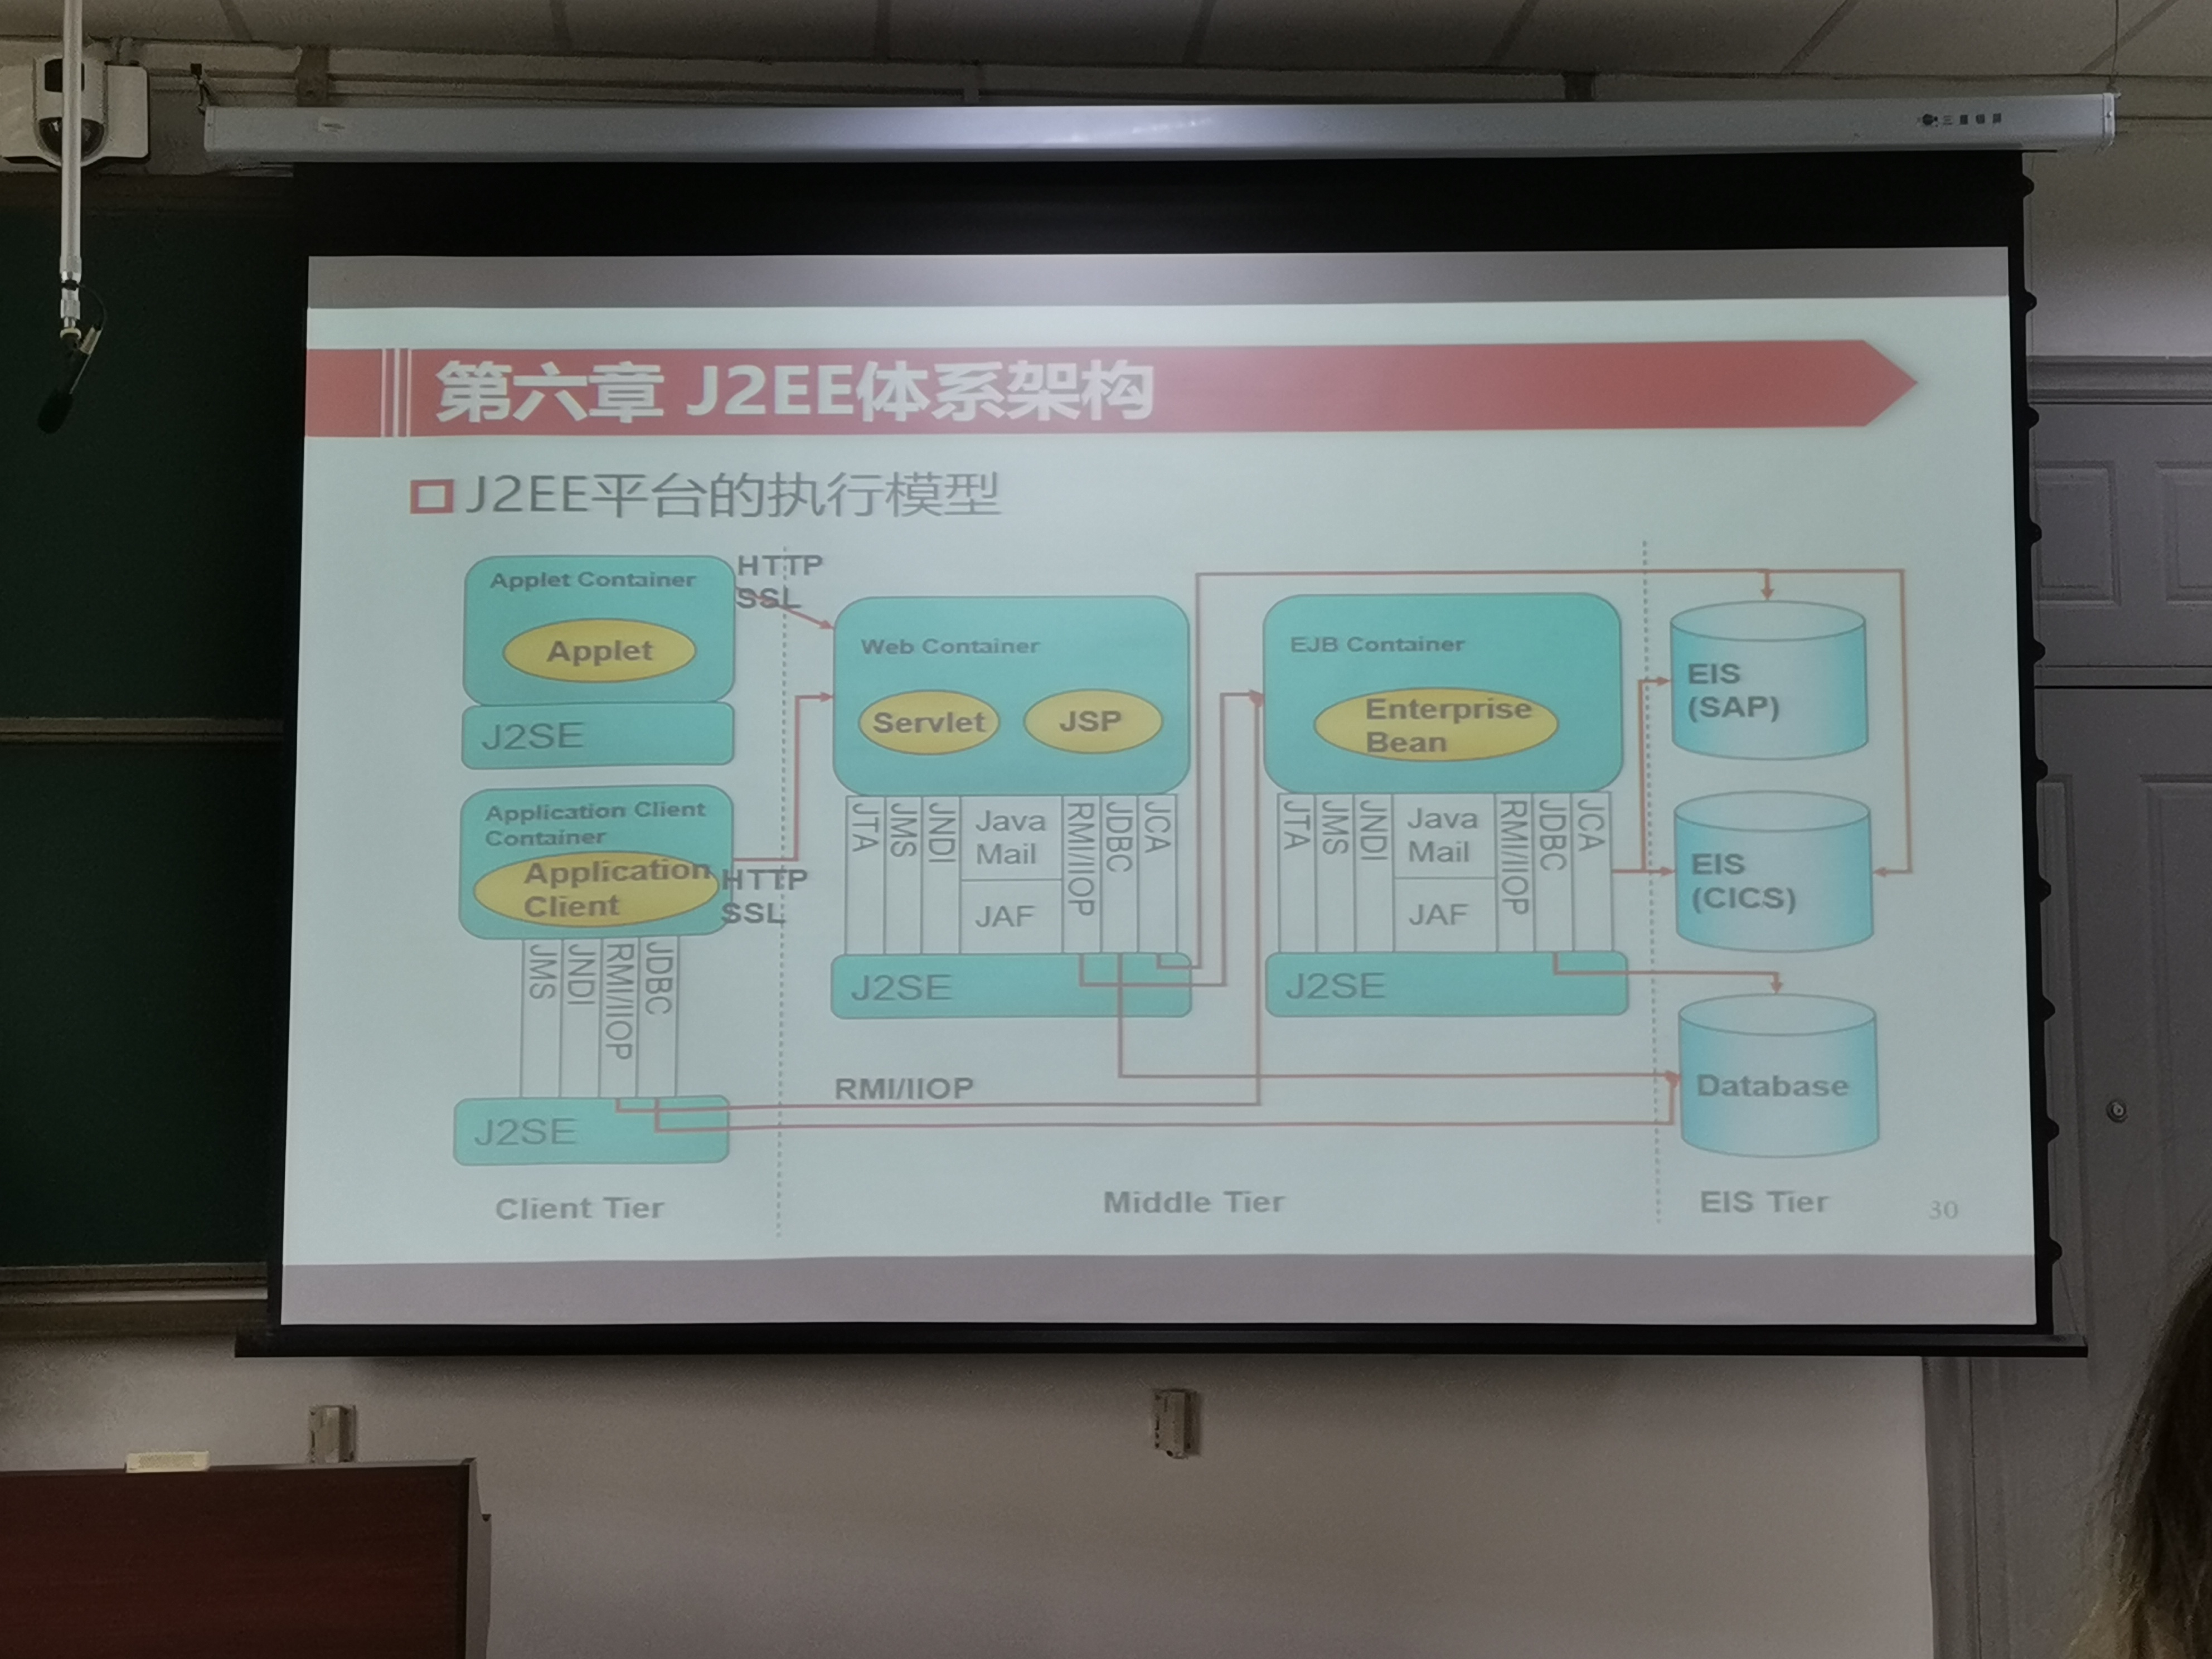 第六章 J2EE体系架构
J2EE平台的执行模型
HTTP
SSL
Applet Container
Applet
J2SE
Application Client
Container
Application
Client
HTTP
SSL
JMS
JNDI
RMI/IIOP
JDBC
J2SE
Web Container
Servlet
JSP
JTA
JMS
JNDI
Java
Mail
JAF
RMI/IIOP
JDBC
JCA
J2SE
EJB Container
Enterprise
Bean
JTA
JMS
JNDI
Java
Mail
JAF
RMI/IIOP
JDBC
JCA
J2SE
EIS
(SAP)
EIS
(CICS)
Database
RMI/IIOP
Client Tier
Middle Tier
EIS Tier
30